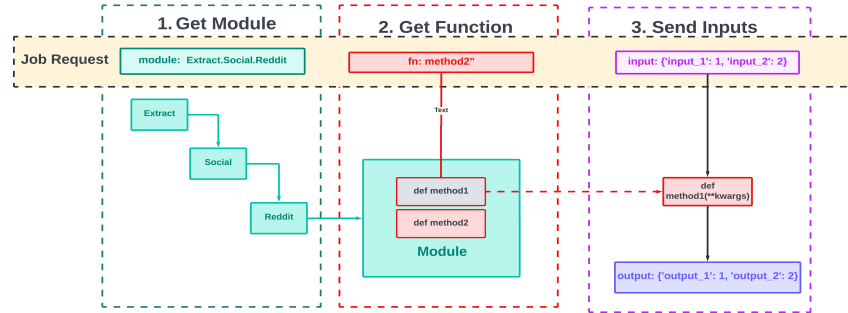 1. Get Module
2. Get Function
3. Send Inputs
Job Request
module:  Extract.Social.Reddit
fn: method2"
input: {'input_1': 1, 'input_2': 2}
Extract
Text
Social
def method1
def
method1(**kwargs)
Reddit
def method2
Module
output: {'output_1': 1, 'output_2': 2}